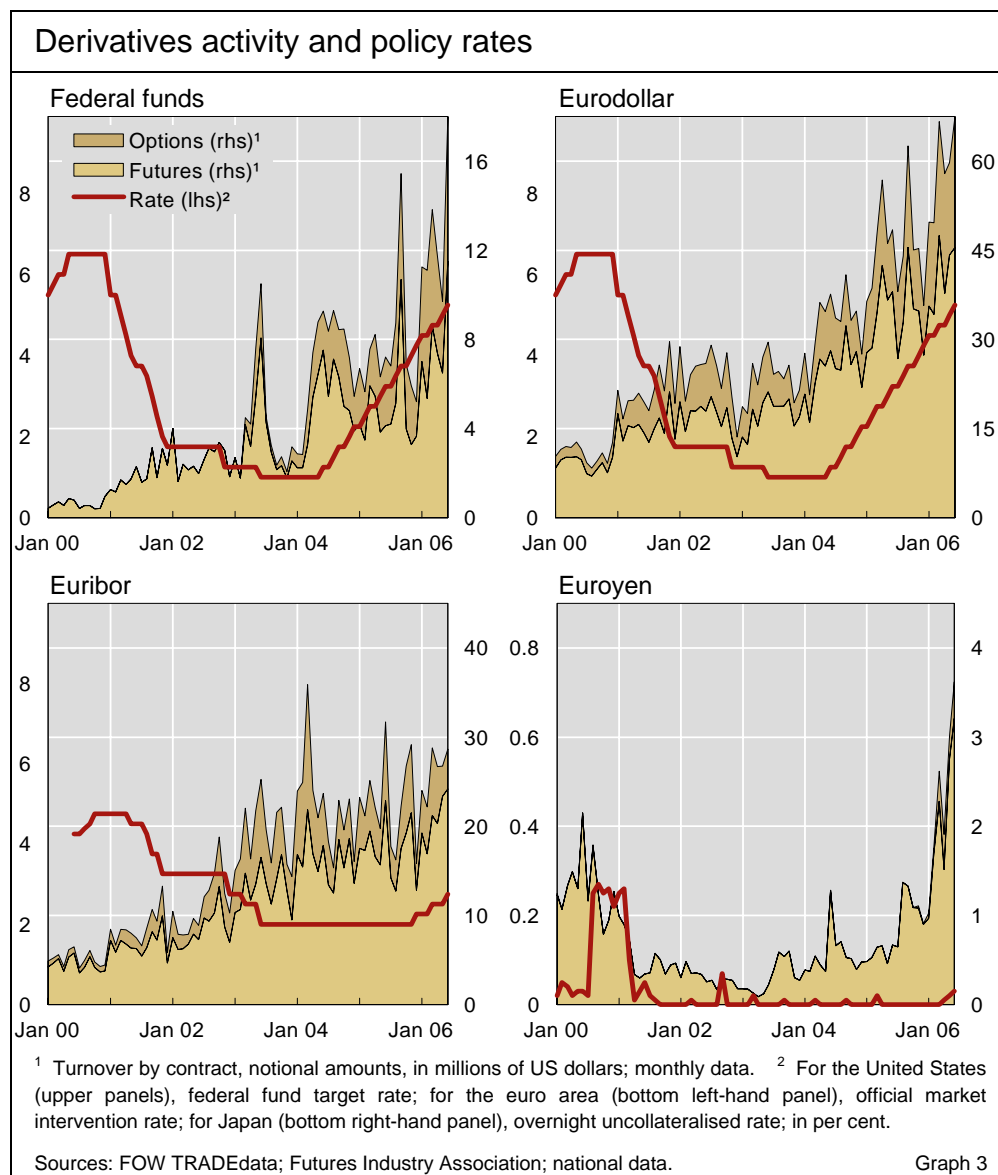 Derivatives activity and policy rates
Federal funds
Eurodollar
Options (rhs)¹
Futures (rhs)¹
Rate (lhs)²
8
6
4
2
0
16
12
8
4
0
Jan 00 Jan 02 Jan 04 Jan 06
8
6
4
2
0
60
45
30
15
0
Jan 00 Jan 02 Jan 04 Jan 06
Euribor
Euroyen
8
6
4
2
0
40
30
20
10
0
Jan 00 Jan 02 Jan 04 Jan 06
0.8
0.6
0.4
0.2
0
4
3
2
1
0
Jan 00 Jan 02 Jan 04 Jan 06
¹ Turnover by contract, notional amounts, in millions of US dollars; monthly data. ² For the United States
(upper panels), federal fund target rate; for the euro area (bottom left-hand panel), official market
intervention rate; for Japan (bottom right-hand panel), overnight uncollateralised rate; in per cent.
Sources: FOW TRADEdata; Futures Industry Association; national data. Graph 3